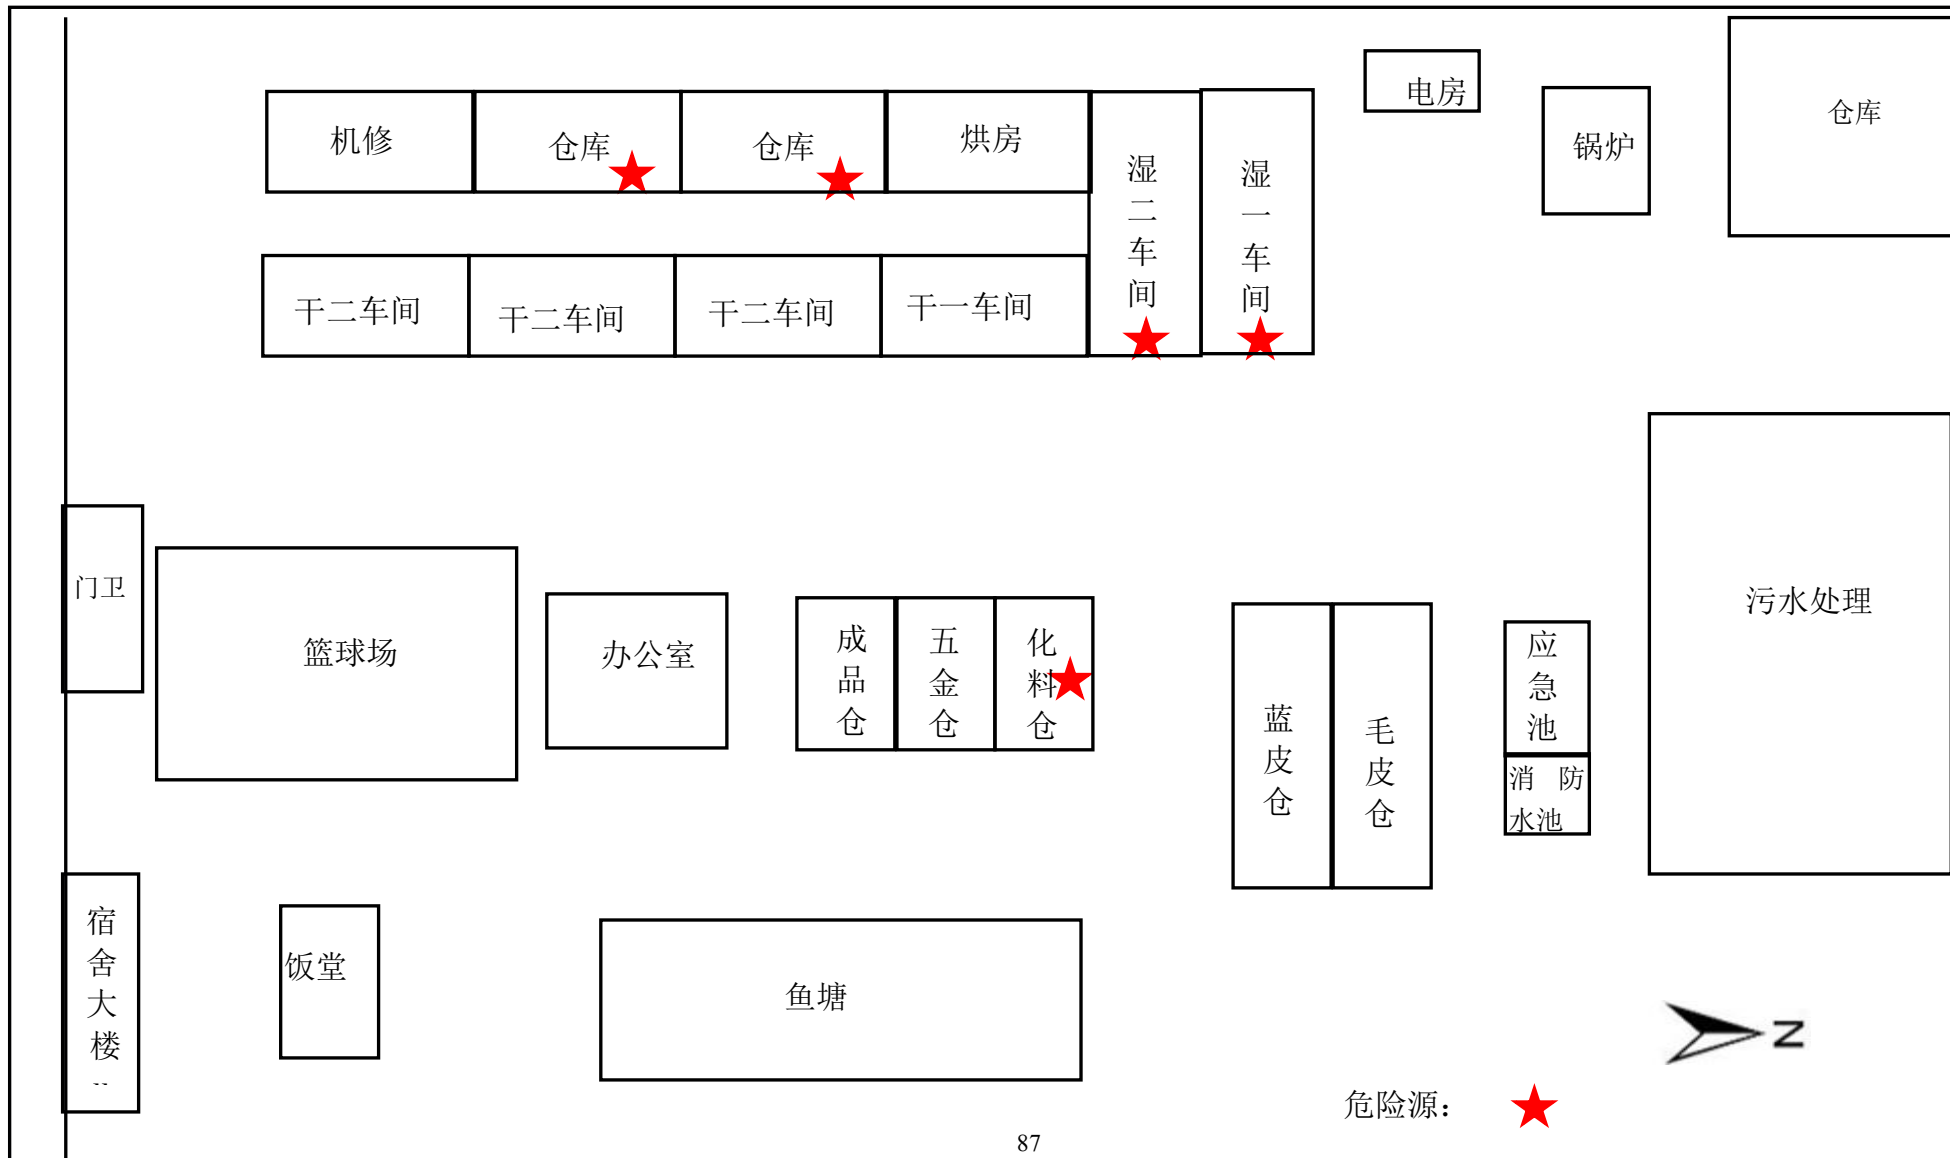 电房
仓库
机修
仓库
仓库
烘房
湿二车间
湿一车间
锅炉
干二车间
干二车间
干二车间
干一车间
门卫
篮球场
办公室
成品仓
五金仓
化料仓
蓝皮仓
毛皮仓
应急池
消 防
水池
污水处理
宿舍大楼
饭堂
鱼塘
N
危险源：
87